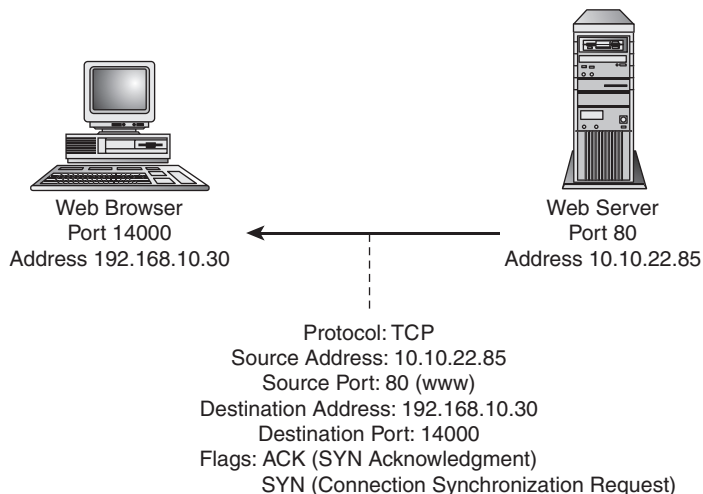 Web Browser
Port 14000
Address 192.168.10.30
Web Server
Port 80
Address 10.10.22.85
Protocol: TCP
Source Address: 10.10.22.85
Source Port: 80 (www)
Destination Address: 192.168.10.30
Destination Port: 14000
Flags: ACK (SYN Acknowledgment)
SYN (Connection Synchronization Request)